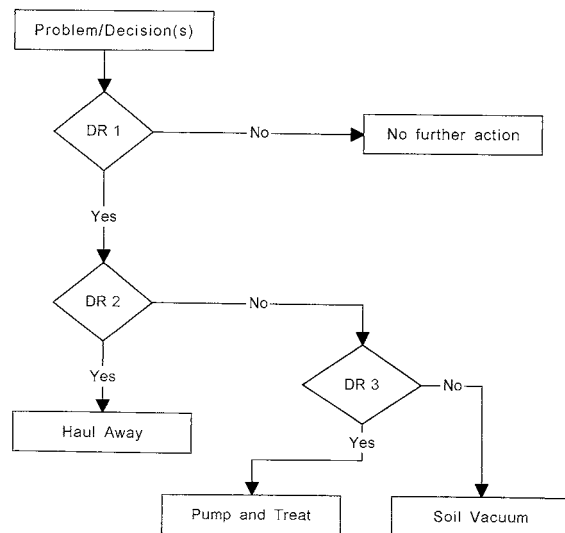 Problem/Decision(s)
DR 1
No
No further action
Yes
DR 2
No
Yes
DR 3
No
Haul Away
Yes
Pump and Treat
Soil Vacuum